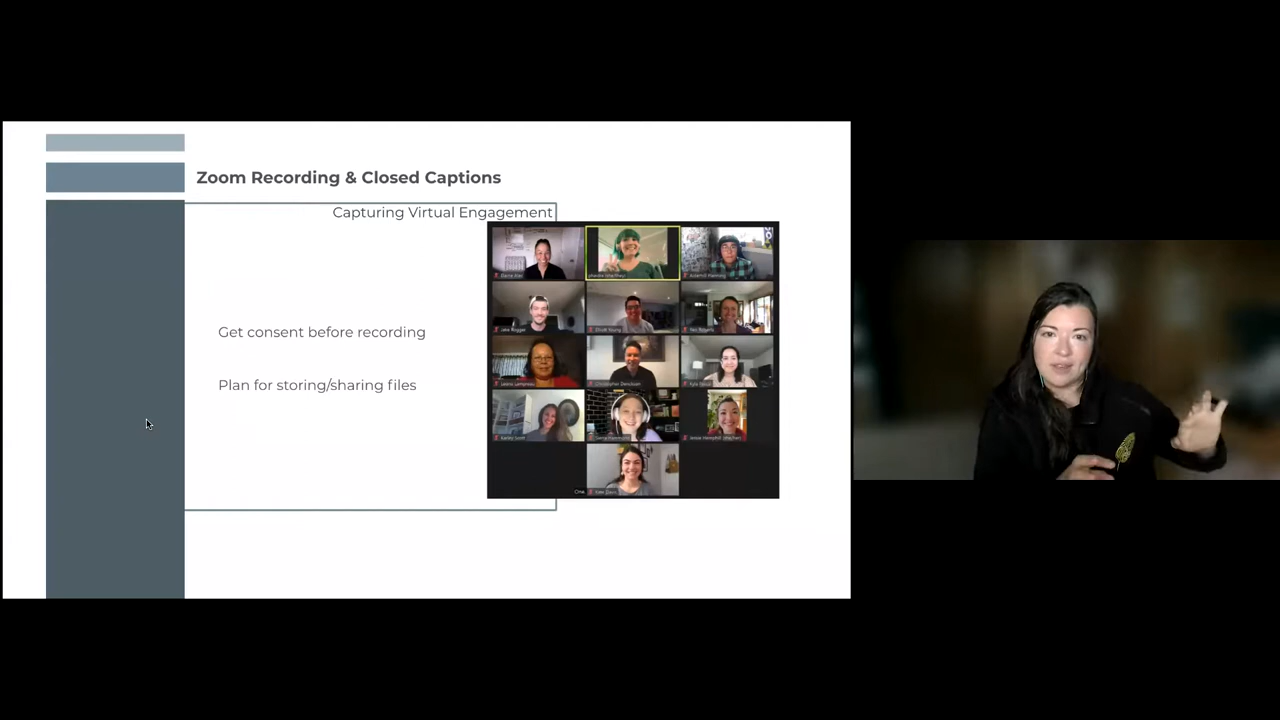 Zoom Recording & Closed Captions
Capturing Virtual Engagement
Get consent before recording
Plan for storing/sharing files